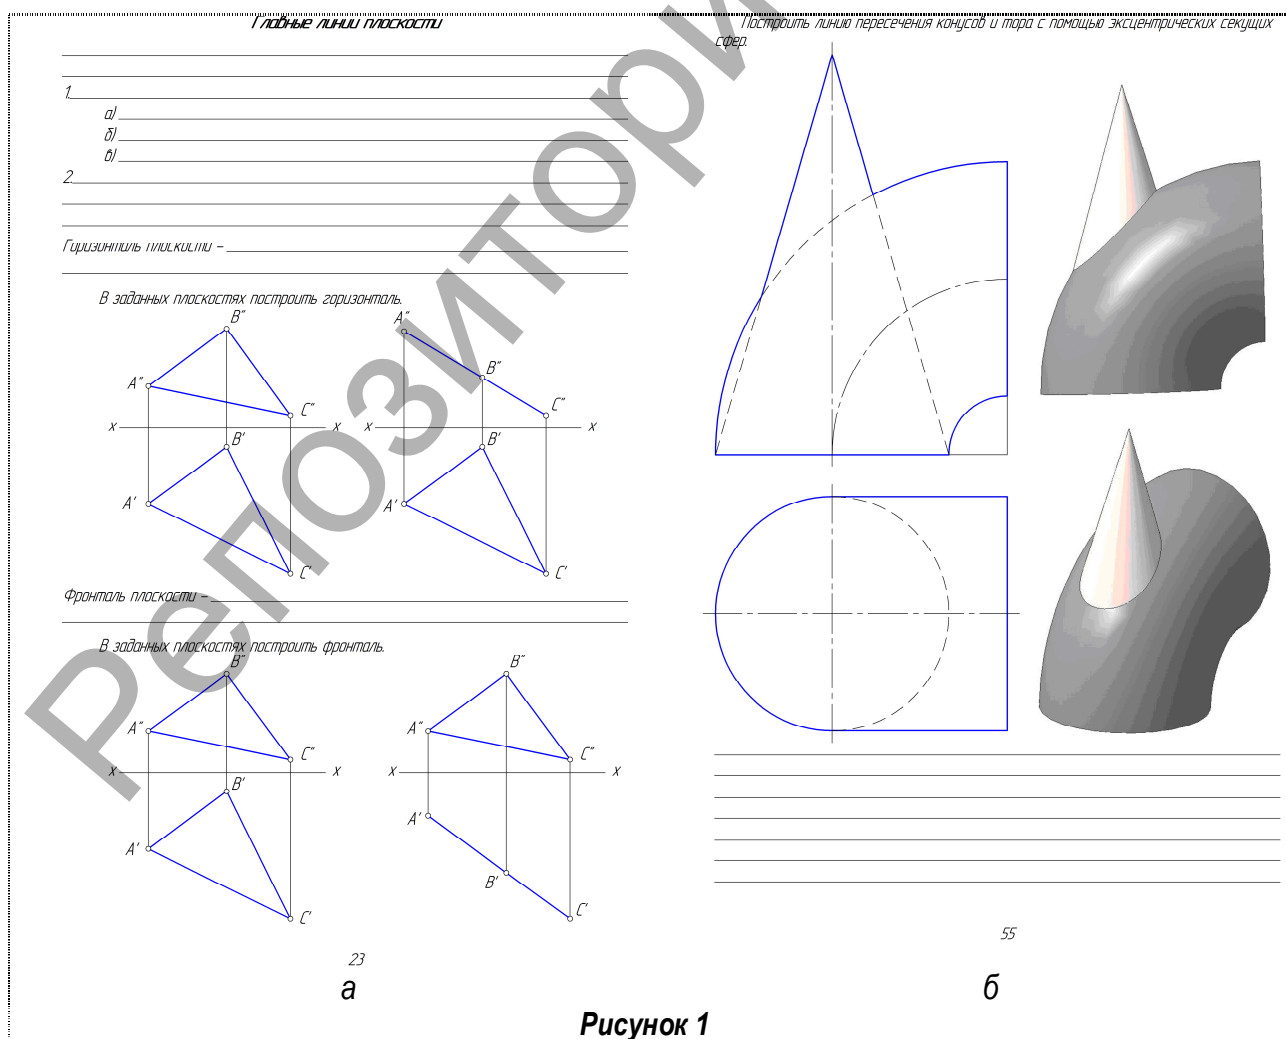 Главные линии плоскости
1.
а)
б)
в)
2.
Горизонталь плоскости –
В заданных плоскостях построить горизонталь.
B" A"
A" B"
C" C"
x x x x
B' B'
A' A'
C' C'
Фронталь плоскости –
В заданных плоскостях построить фронталь.
B" B"
A" A"
C" C"
x x x x
B' A'
A' B'
C' C'
23
а
Построить линию пересечения конусов и тора с помощью эксцентрических секущих
сфер.
55
б
Рисунок 1
Репозитори